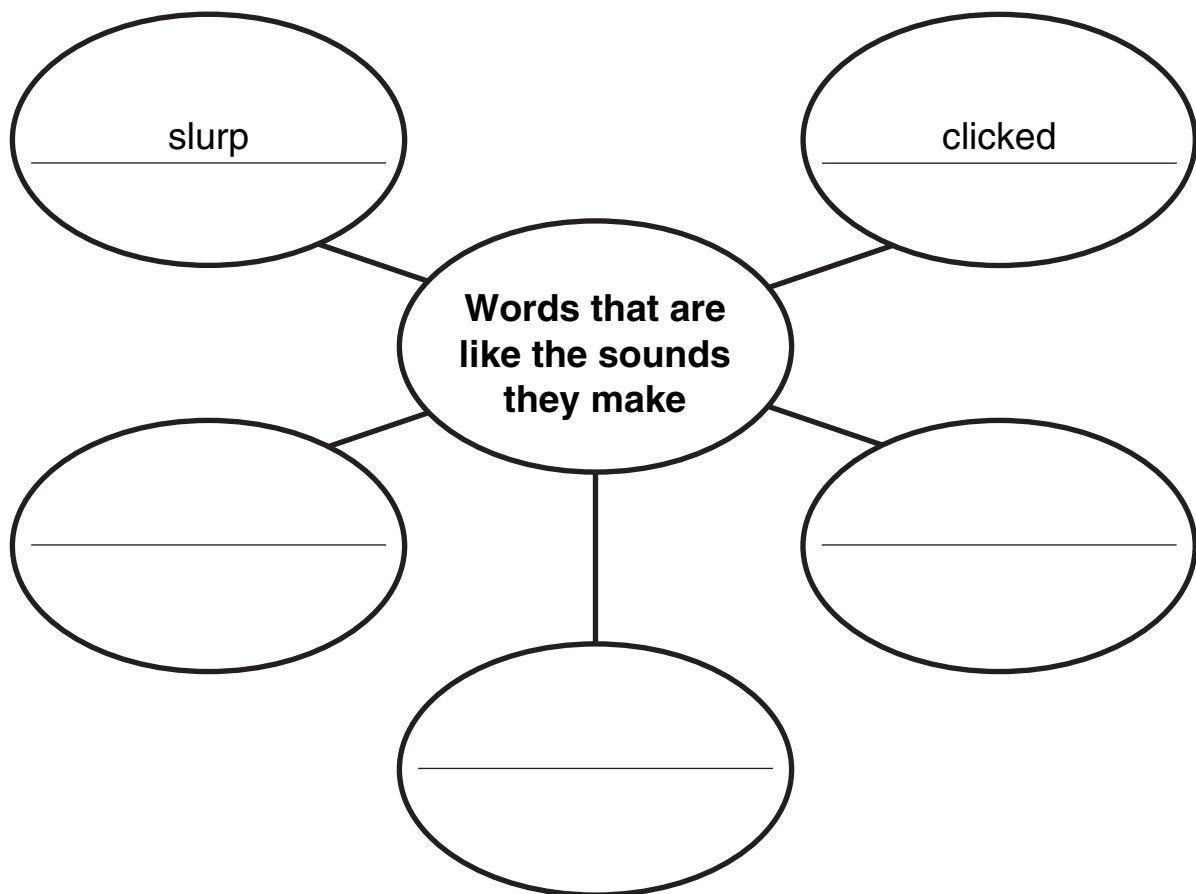 slurp
clicked
Words that are
like the sounds
they make